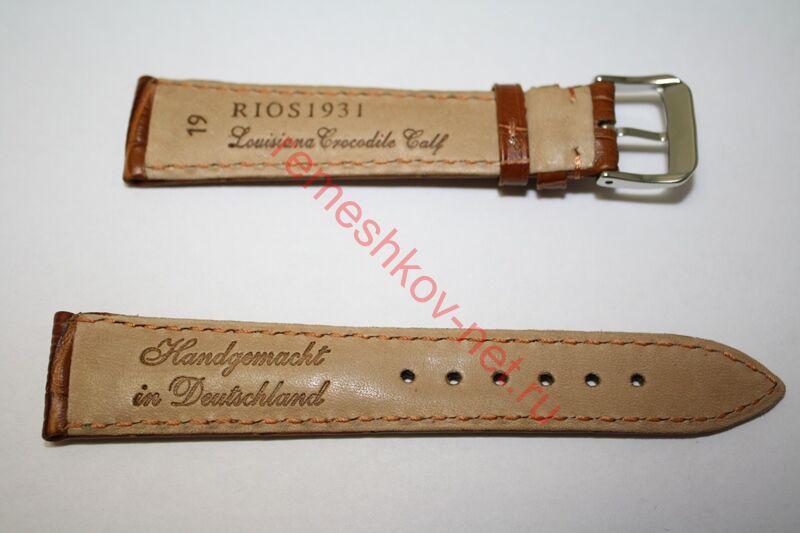 19
RIOS1931
Louisiana Crocodile Calf
remeshkov-net.ru
Handgemacht
in Deutschland